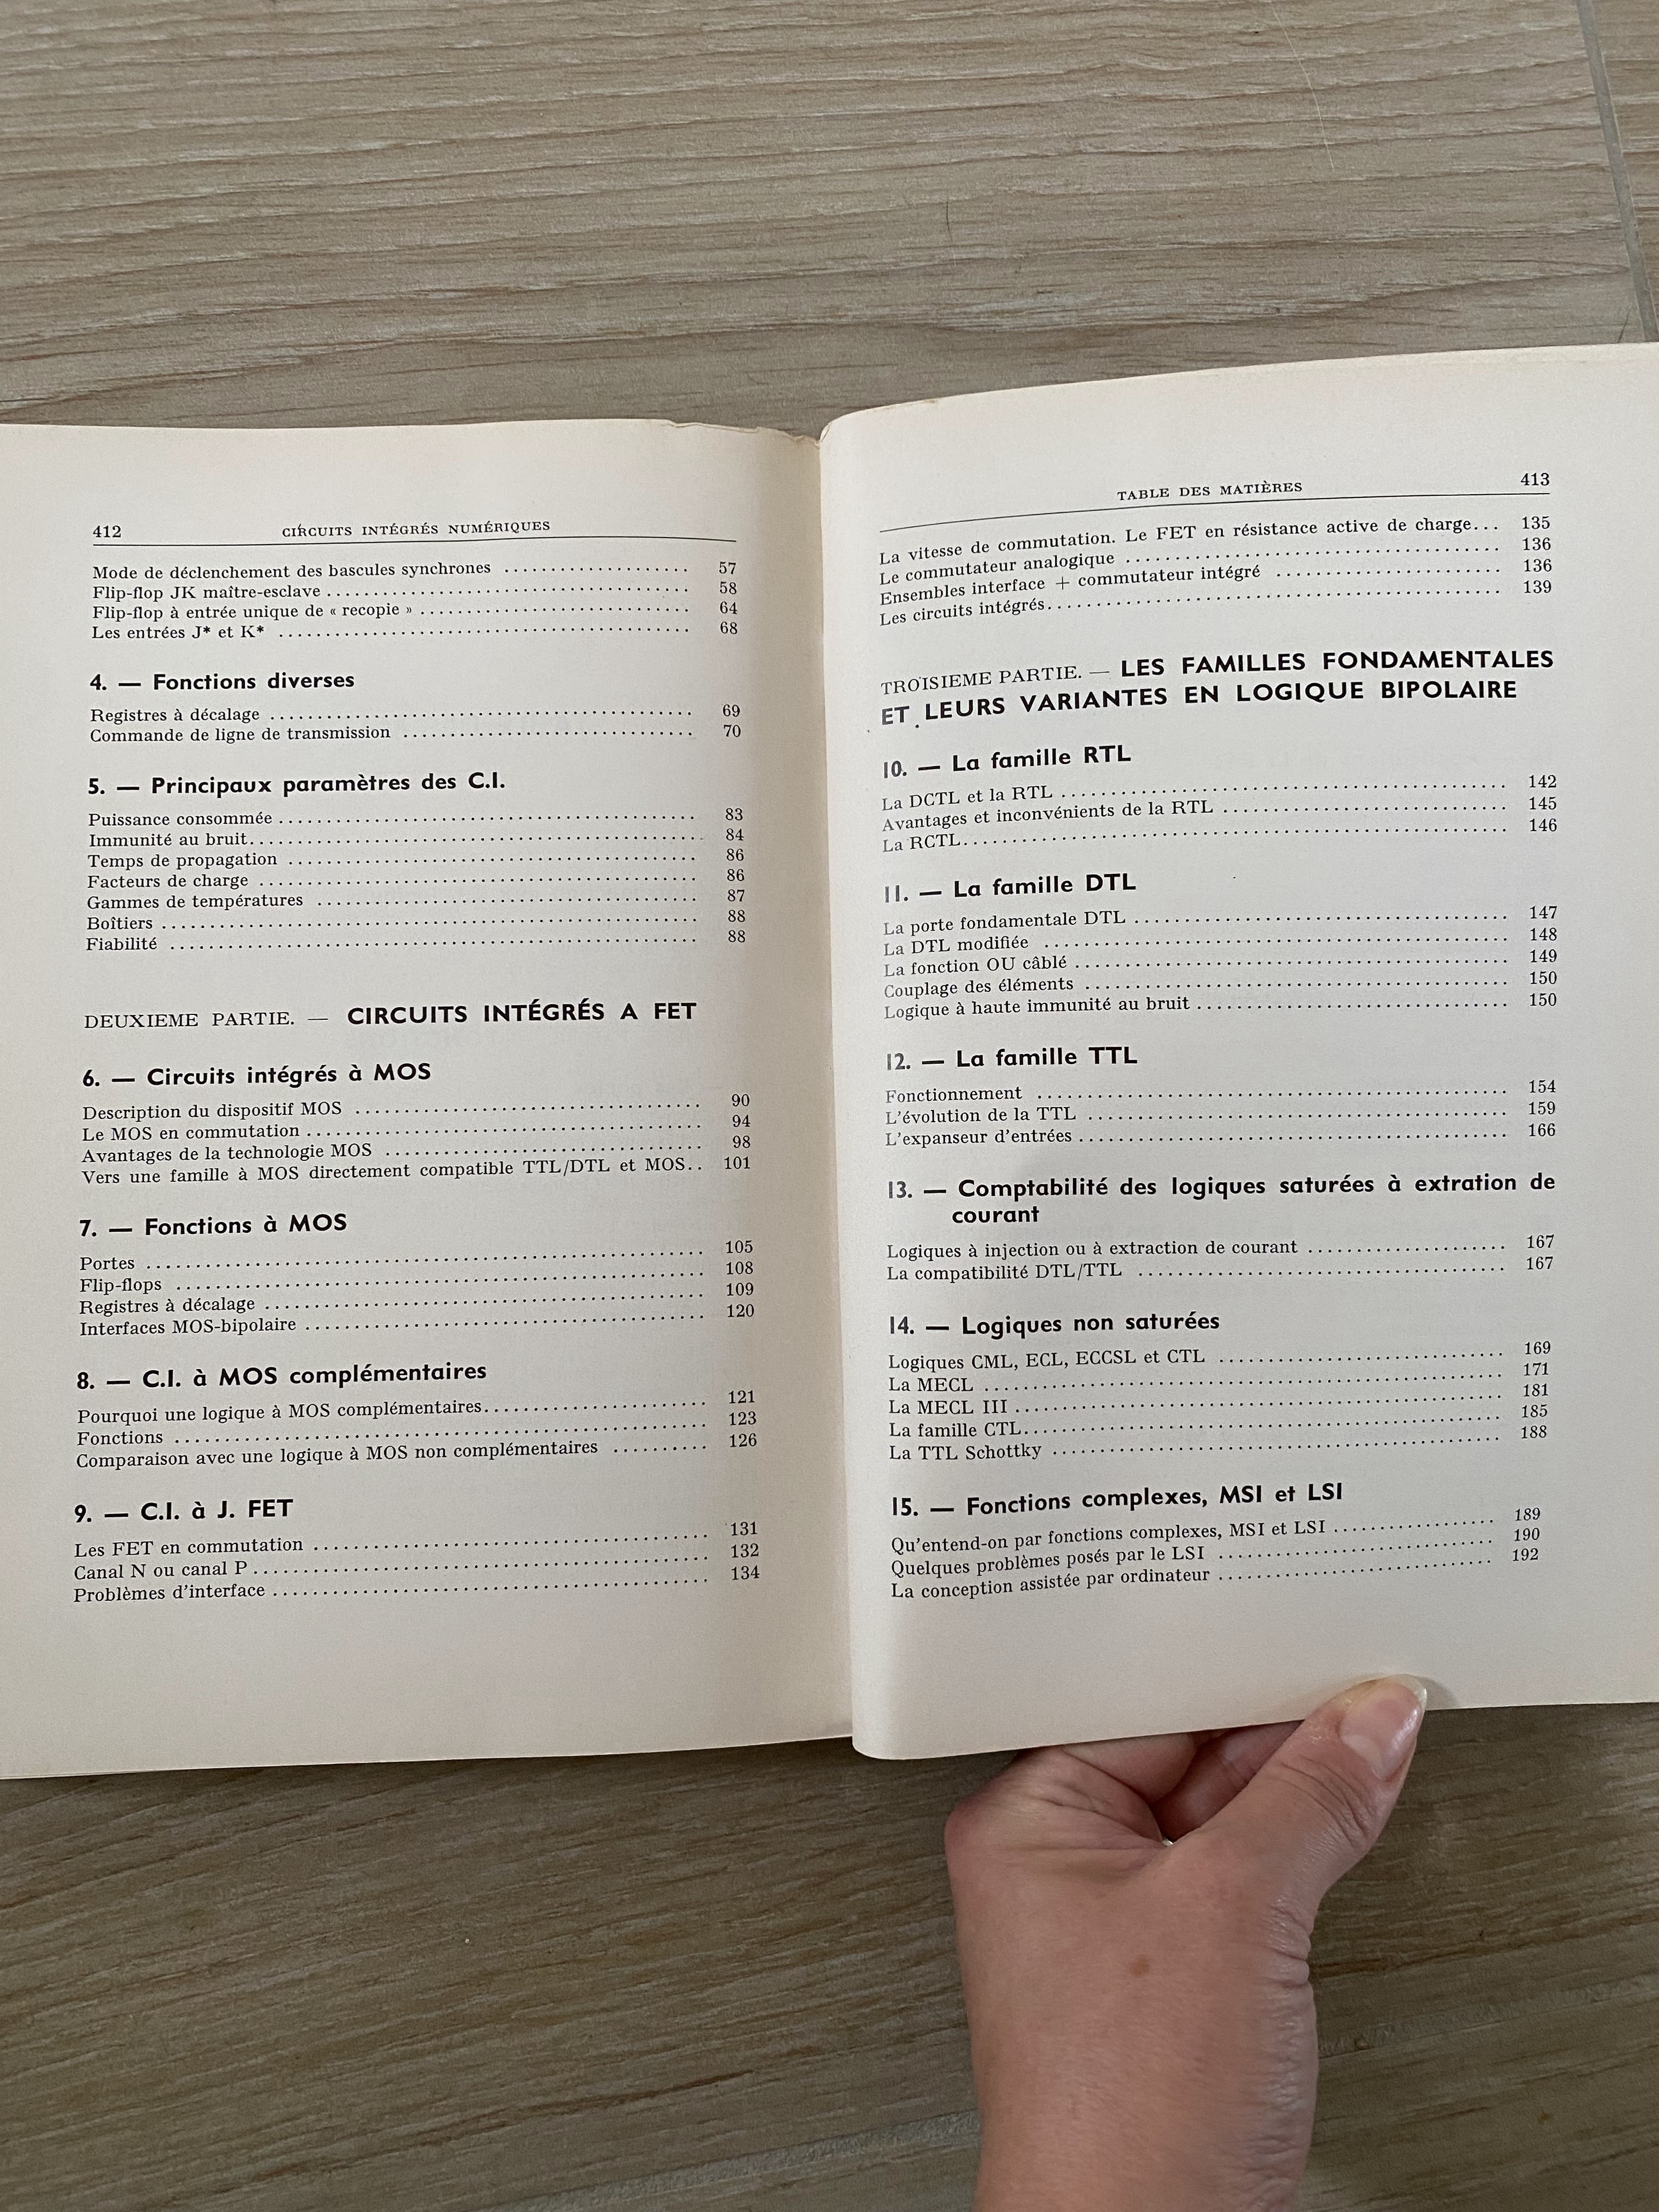 412 CIRCUITS INTÉGRÉS NUMÉRIQUES
Mode de déclenchement des bascules synchrones .................... 57
Flip-flop JK maître-esclave .................... 58
Flip-flop à entrée unique de « recopie » .................... 64
Les entrées J* et K* .................... 68
4. — Fonctions diverses
Registres à décalage .................... 69
Commande de ligne de transmission .................... 70
5. — Principaux paramètres des C.I.
Puissance consommée .................... 83
Immunité au bruit .................... 84
Temps de propagation .................... 86
Facteurs de charge .................... 86
Gammes de températures .................... 87
Boîtiers .................... 88
Fiabilité .................... 88
DEUXIEME PARTIE. — CIRCUITS INTÉGRÉS A FET
6. — Circuits intégrés à MOS
Description du dispositif MOS .................... 90
Le MOS en commutation .................... 94
Avantages de la technologie MOS .................... 98
Vers une famille à MOS directement compatible TTL/DTL et MOS.. 101
7. — Fonctions à MOS
Portes .................... 105
Flip-flops .................... 108
Registres à décalage .................... 109
Interfaces MOS-bipolaire .................... 120
8. — C.I. à MOS complémentaires
Pourquoi une logique à MOS complémentaires .................... 121
Fonctions .................... 123
Comparaison avec une logique à MOS non complémentaires .......... 126
9. — C.I. à J. FET
Les FET en commutation .................... 131
Canal N ou canal P .................... 132
Problèmes d'interface .................... 134
TABLE DES MATIÈRES 413
La vitesse de commutation. Le FET en résistance active de charge... 135
Le commutateur analogique .................... 136
Ensembles interface + commutateur intégré .................... 136
Les circuits intégrés .................... 139
TROISIEME PARTIE. — LES FAMILLES FONDAMENTALES
ET LEURS VARIANTES EN LOGIQUE BIPOLAIRE
10. — La famille RTL
La DCTL et la RTL .................... 142
Avantages et inconvénients de la RTL .................... 145
La RCTL .................... 146
11. — La famille DTL
La porte fondamentale DTL .................... 147
La DTL modifiée .................... 148
La fonction OU câblé .................... 149
Couplage des éléments .................... 150
Logique à haute immunité au bruit .................... 150
12. — La famille TTL
Fonctionnement .................... 154
L'évolution de la TTL .................... 159
L'expanseur d'entrées .................... 166
13. — Comptabilité des logiques saturées à extration de
courant
Logiques à injection ou à extraction de courant .................... 167
La compatibilité DTL/TTL .................... 167
14. — Logiques non saturées
Logiques CML, ECL, ECCSL et CTL .................... 169
La MECL .................... 171
La MECL III .................... 181
La famille CTL .................... 185
La TTL Schottky .................... 188
15. — Fonctions complexes, MSI et LSI
Qu'entend-on par fonctions complexes, MSI et LSI .................... 189
Quelques problèmes posés par le LSI .................... 190
La conception assistée par ordinateur .................... 192